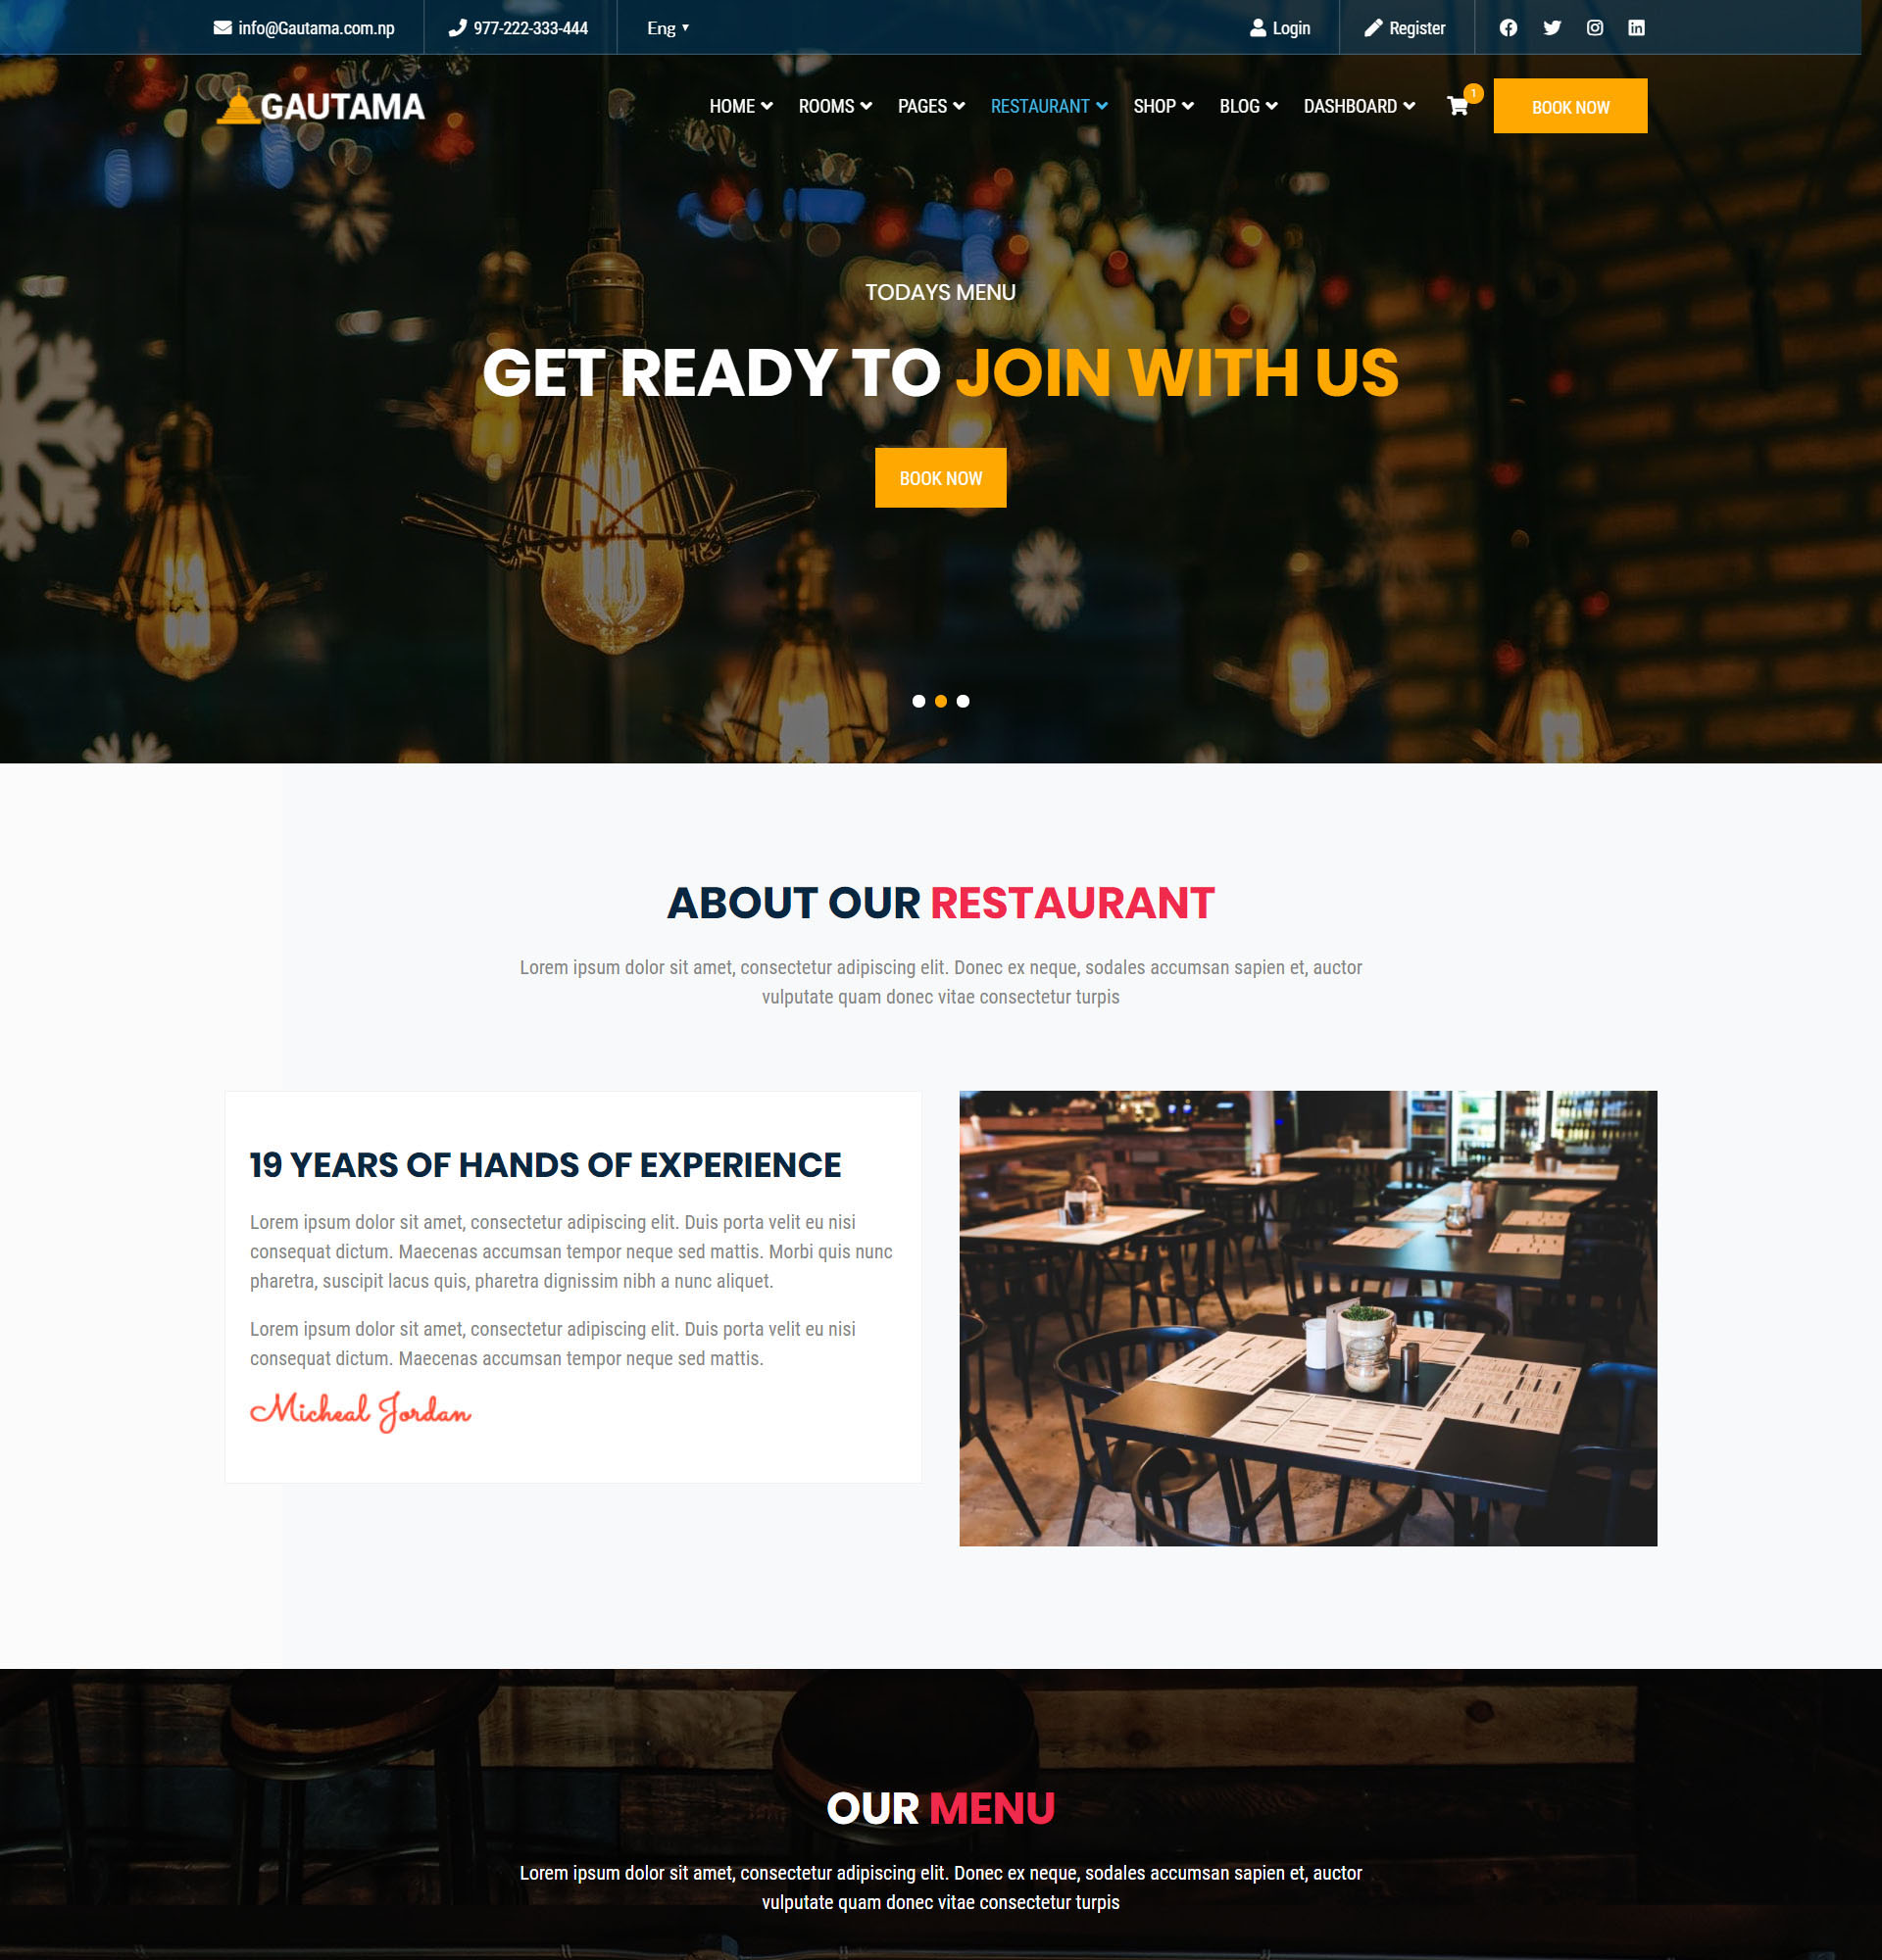 info@Gautama.com.np
977-222-333-444
Eng
Login
Register
GAUTAMA
HOME
ROOMS
PAGES
RESTAURANT
SHOP
BLOG
DASHBOARD
1
BOOK NOW
TODAYS MENU
GET READY TO JOIN WITH US
BOOK NOW
ABOUT OUR RESTAURANT
Lorem ipsum dolor sit amet, consectetur adipiscing elit. Donec ex neque, sodales accumsan sapien et, auctor
vulputate quam donec vitae consectetur turpis
19 YEARS OF HANDS OF EXPERIENCE
Lorem ipsum dolor sit amet, consectetur adipiscing elit. Duis porta velit eu nisi
consequat dictum. Maecenas accumsan tempor neque sed mattis. Morbi quis nunc
pharetra, suscipit lacus quis, pharetra dignissim nibh a nunc aliquet.
Lorem ipsum dolor sit amet, consectetur adipiscing elit. Duis porta velit eu nisi
consequat dictum. Maecenas accumsan tempor neque sed mattis.
Micheal Jordan
OUR MENU
Lorem ipsum dolor sit amet, consectetur adipiscing elit. Donec ex neque, sodales accumsan sapien et, auctor
vulputate quam donec vitae consectetur turpis